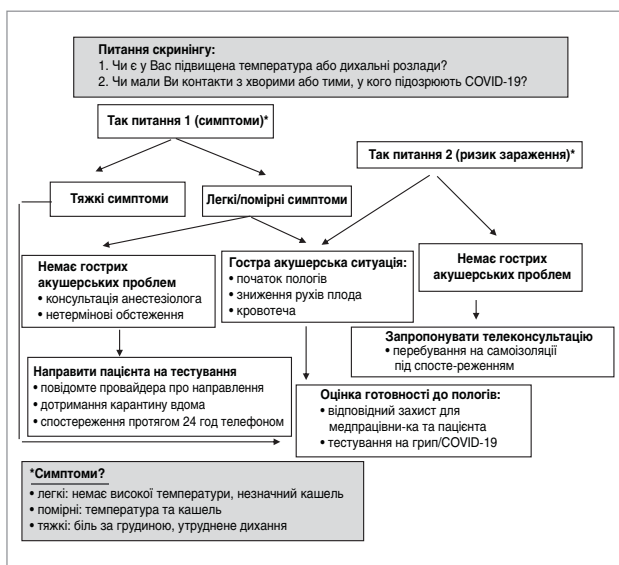 Питання скринінгу:
1. Чи є у Вас підвищена температура або дихальні розлади?
2. Чи мали Ви контакти з хворими або тими, у кого підозрюють COVID-19?
Так питання 1 (симптоми)*
Так питання 2 (ризик зараження)*
Тяжкі симптоми
Легкі/помірні симптоми
Немає гострих
акушерських проблем
• консультація анестезіолога
• нетермінові обстеження
Гостра акушерська ситуація:
• початок пологів
• зниження рухів плода
• кровотеча
Немає гострих
акушерських проблем
Запропонувати телеконсультацію
• перебування на самоізоляції
під спосте-реженням
Направити пацієнта на тестування
• повідомте провайдера про направлення
• дотримання карантину вдома
• спостереження протягом 24 год телефоном
Оцінка готовності до пологів:
• відповідний захист для
медпрацівни-ка та пацієнта
• тестування на грип/COVID-19
*Симптоми?
• легкі: немає високої температури, незначний кашель
• помірні: температура та кашель
• тяжкі: біль за грудиною, утруднене дихання